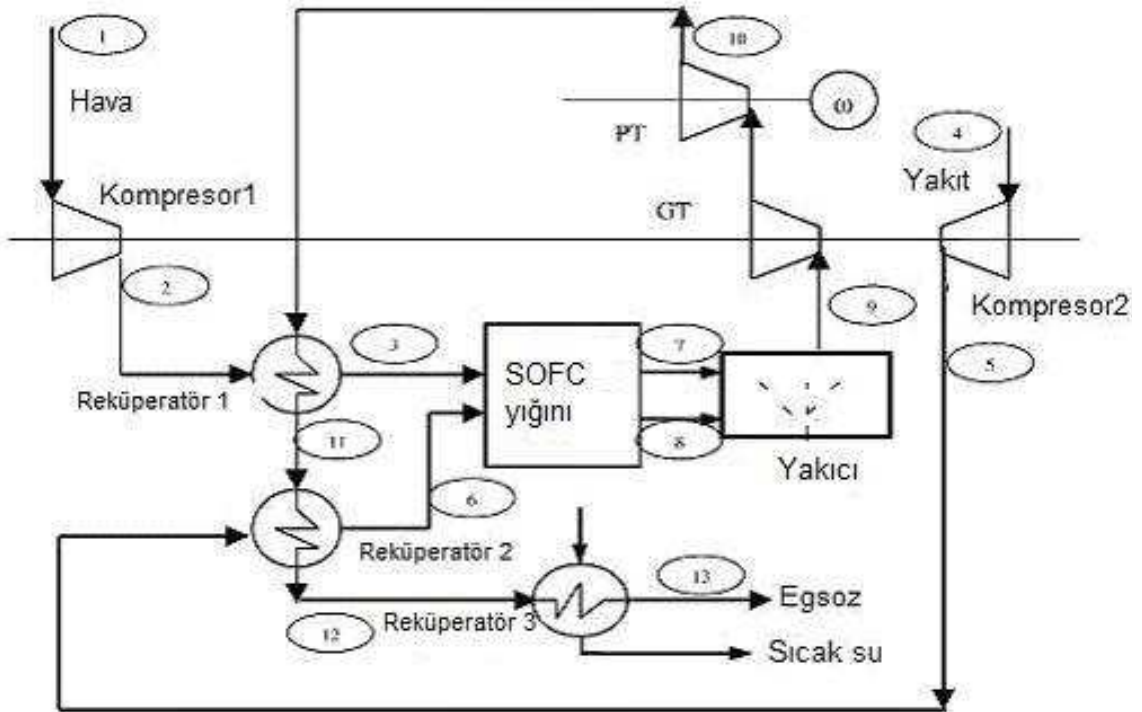 1
10
Hava
ω
PT
4
Yakıt
Kompresor1
GT
2
9
Kompresor2
3
7
5
SOFC
yığını
Reküperatör 1
11
8
Yakıcı
6
Reküperatör 2
13
Egsoz
12
Reküperatör 3
Sıcak su